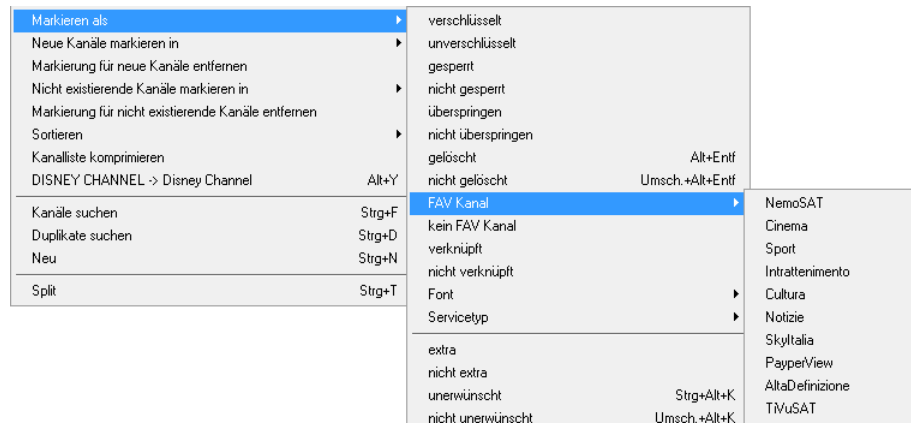 Markieren als
Neue Kanäle markieren in
Markierung für neue Kanäle entfernen
Nicht existierende Kanäle markieren in
Markierung für nicht existierende Kanäle entfernen
Sortieren
Kanalliste komprimieren
DISNEY CHANNEL -> Disney Channel Alt+Y
Kanäle suchen Strg+F
Duplikate suchen Strg+D
Neu Strg+N
Split Strg+T
verschlüsselt
unverschlüsselt
gesperrt
nicht gesperrt
überspringen
nicht überspringen
gelöscht Alt+Entf
nicht gelöscht Umsch.+Alt+Entf
FAV Kanal
kein FAV Kanal
verknüpft
nicht verknüpft
Font
Servicetyp
extra
nicht extra
unerwünscht Strg+Alt+K
nicht unerwünscht Umsch.+Alt+K
NemoSAT
Cinema
Sport
Intrattenimento
Cultura
Notizie
SkyItalia
PayperView
AltaDefinizione
TiVuSAT